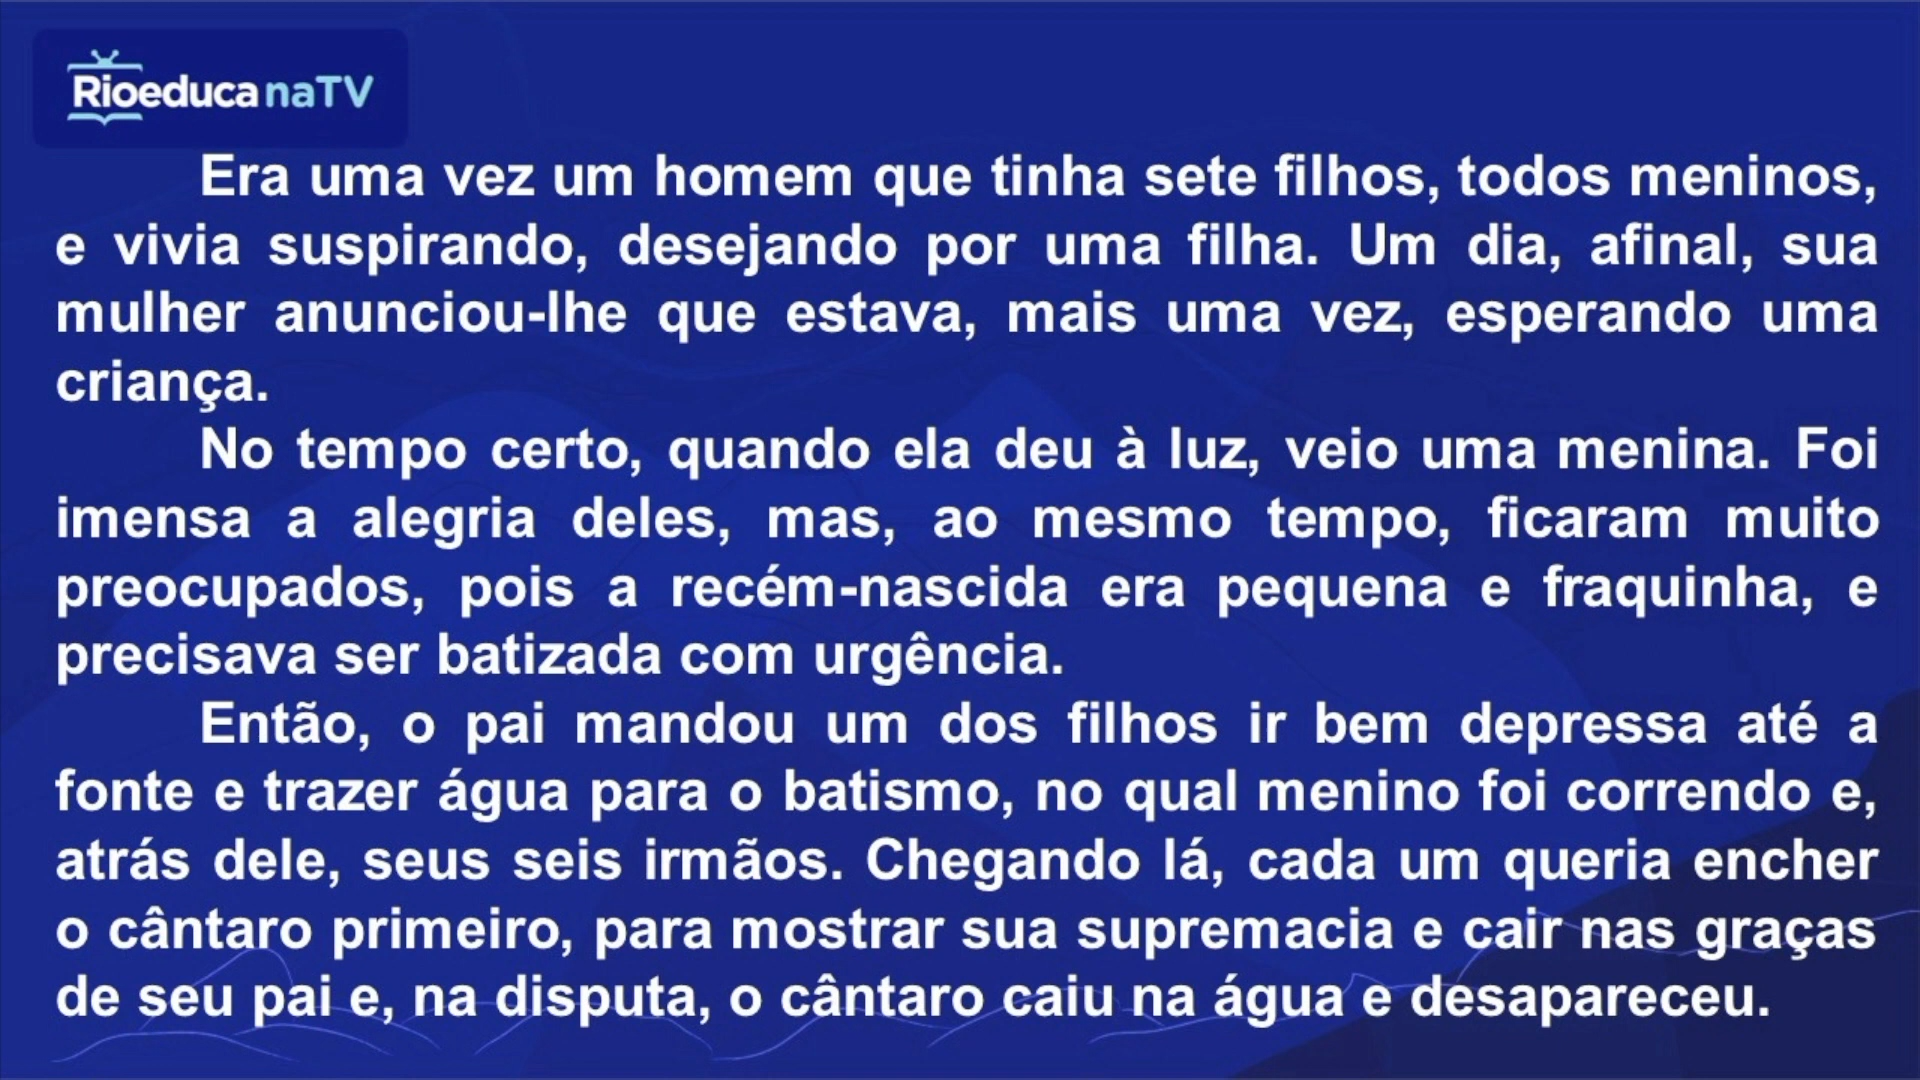 Rioeduca naTV
Era uma vez um homem que tinha sete filhos, todos meninos,
e vivia suspirando, desejando por uma filha. Um dia, afinal, sua
mulher anunciou-lhe que estava, mais uma vez, esperando uma
criança.
No tempo certo, quando ela deu à luz, veio uma menina. Foi
imensa a alegria deles, mas, ao mesmo tempo, ficaram muito
preocupados, pois a recém-nascida era pequena e fraquinha, e
precisava ser batizada com urgência.
Então, o pai mandou um dos filhos ir bem depressa até a
fonte e trazer água para o batismo, no qual menino foi correndo e,
atrás dele, seus seis irmãos. Chegando lá, cada um queria encher
o cântaro primeiro, para mostrar sua supremacia e cair nas graças
de seu pai e, na disputa, o cântaro caiu na água e desapareceu.